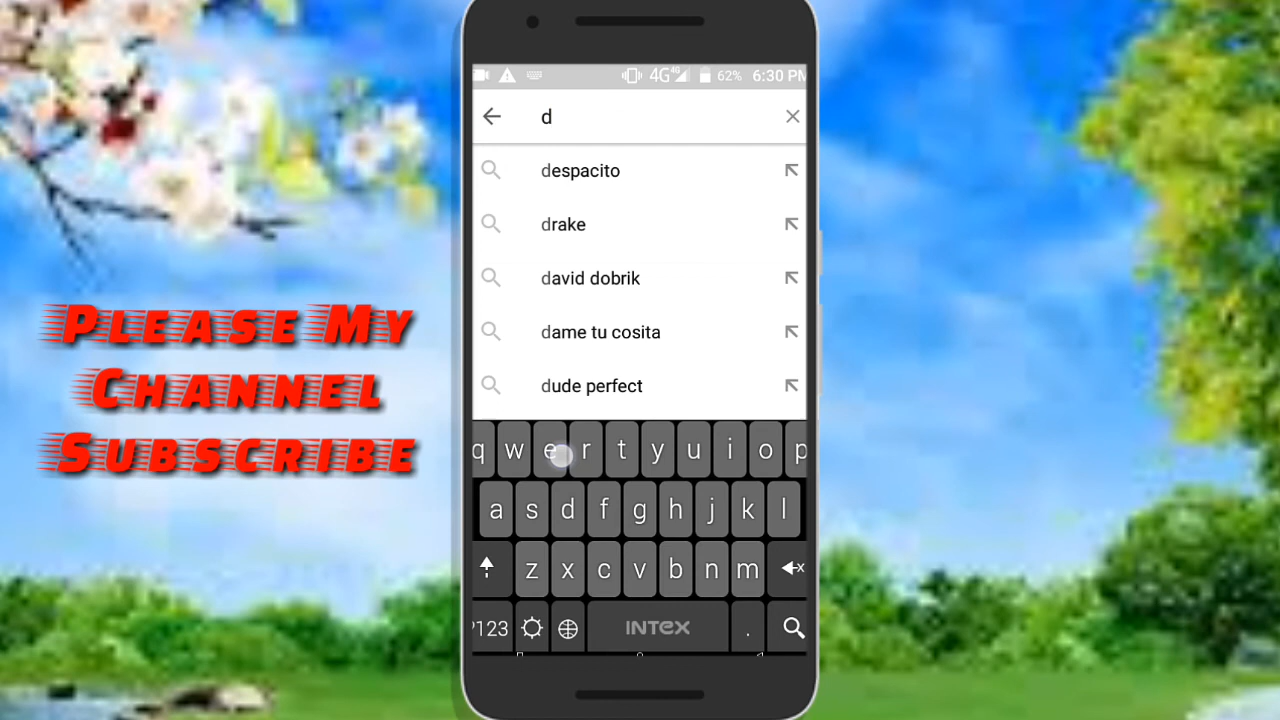 Please My
Channel
Subscribe
4G 4G 62% 6:30 PM
d
despacito
drake
david dobrik
dame tu cosita
dude perfect
q w e r t y u i o p
a s d f g h j k l
z x c v b n m
?123 INTEX .